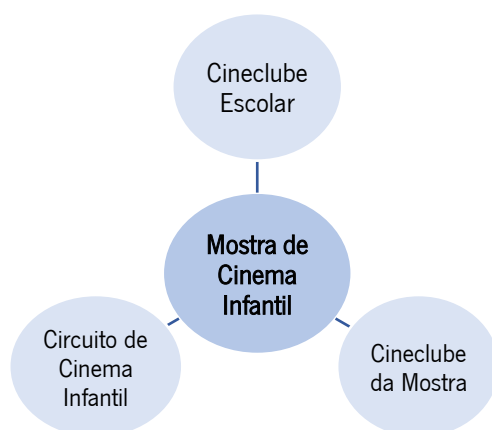 Cineclube
Escolar
Mostra de
Cinema
Infantil
Circuito de
Cinema
Infantil
Cineclube
da Mostra